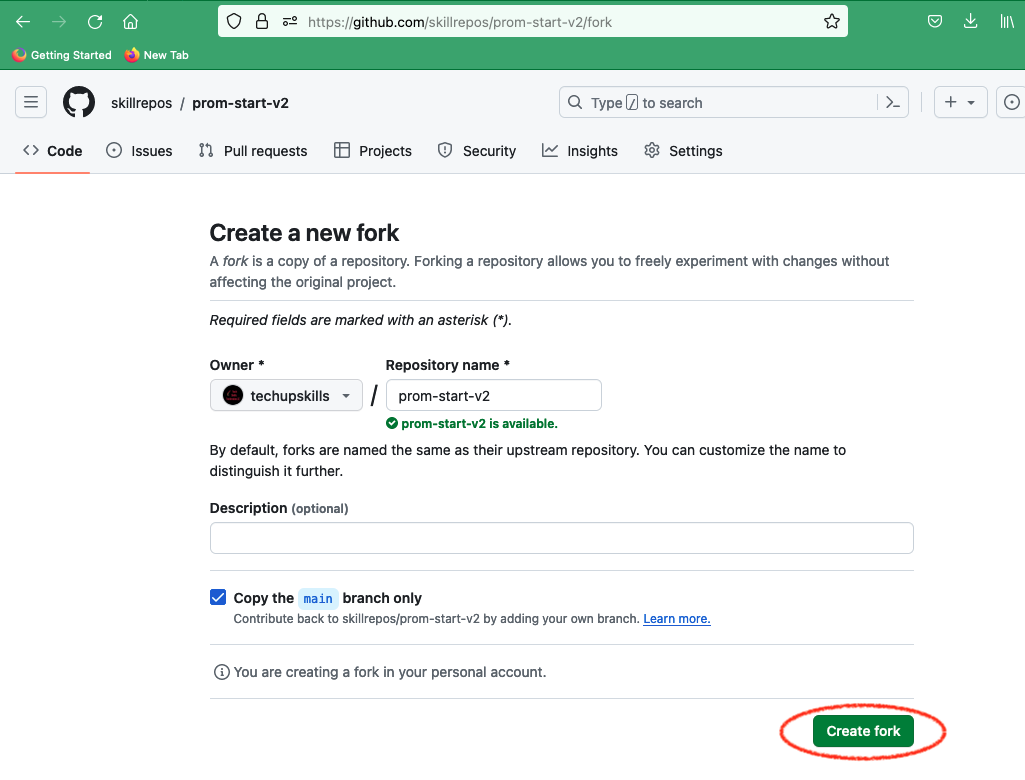 https://github.com/skillrepos/prom-start-v2/fork
Getting Started New Tab
skillrepos / prom-start-v2 Type / to search
Code Issues Pull requests Projects Security Insights Settings
Create a new fork
A fork is a copy of a repository. Forking a repository allows you to freely experiment with changes without
affecting the original project.
Required fields are marked with an asterisk (*).
Owner * Repository name *
techupskills / prom-start-v2
prom-start-v2 is available.
By default, forks are named the same as their upstream repository. You can customize the name to
distinguish it further.
Description (optional)
Copy the main branch only
Contribute back to skillrepos/prom-start-v2 by adding your own branch. Learn more.
You are creating a fork in your personal account.
Create fork